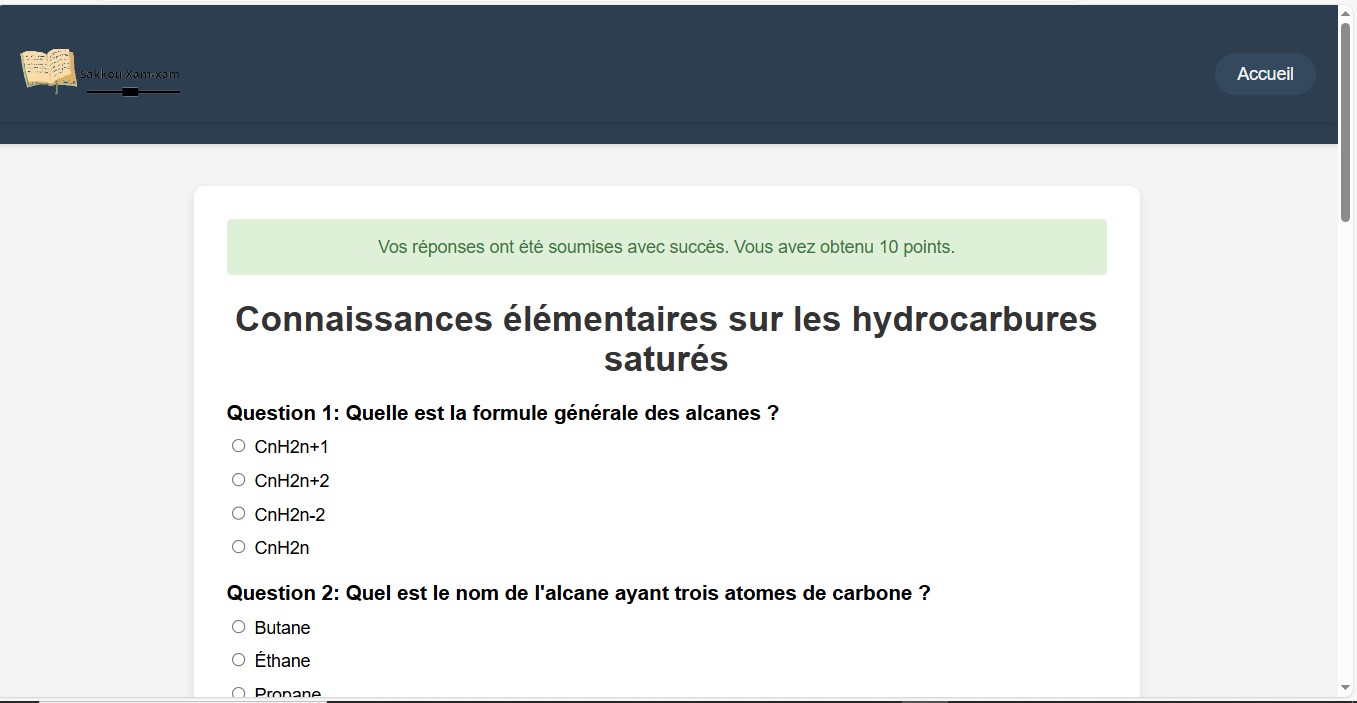 Sakkou Xam-xam
Accueil
Vos réponses ont été soumises avec succès. Vous avez obtenu 10 points.
Connaissances élémentaires sur les hydrocarbures
saturés
Question 1: Quelle est la formule générale des alcanes ?
CnH2n+1
CnH2n+2
CnH2n-2
CnH2n
Question 2: Quel est le nom de l'alcane ayant trois atomes de carbone ?
Butane
Éthane
Propane